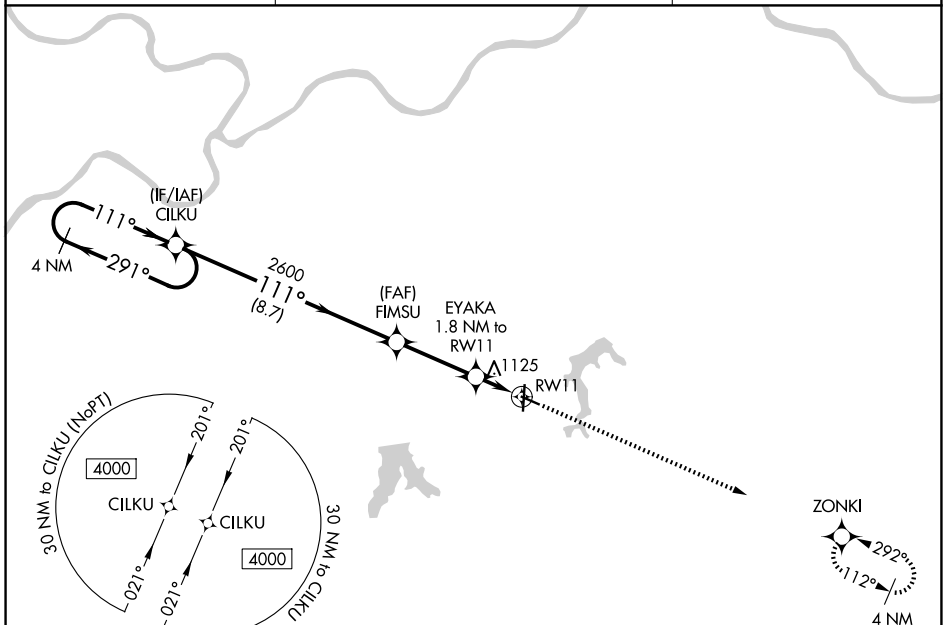 (IF/IAF)
CILKU
111°
291°
4 NM
2600
111°
(8.7)
(FAF)
FIMSU
EYAKA
1.8 NM to
RW11
1125
RW11
30 NM to CILKU (NoPT)
201°
4000
CILKU
021°
201°
CILKU
4000
30 NM to CILKU
021°
ZONKI
292°
112°
4 NM